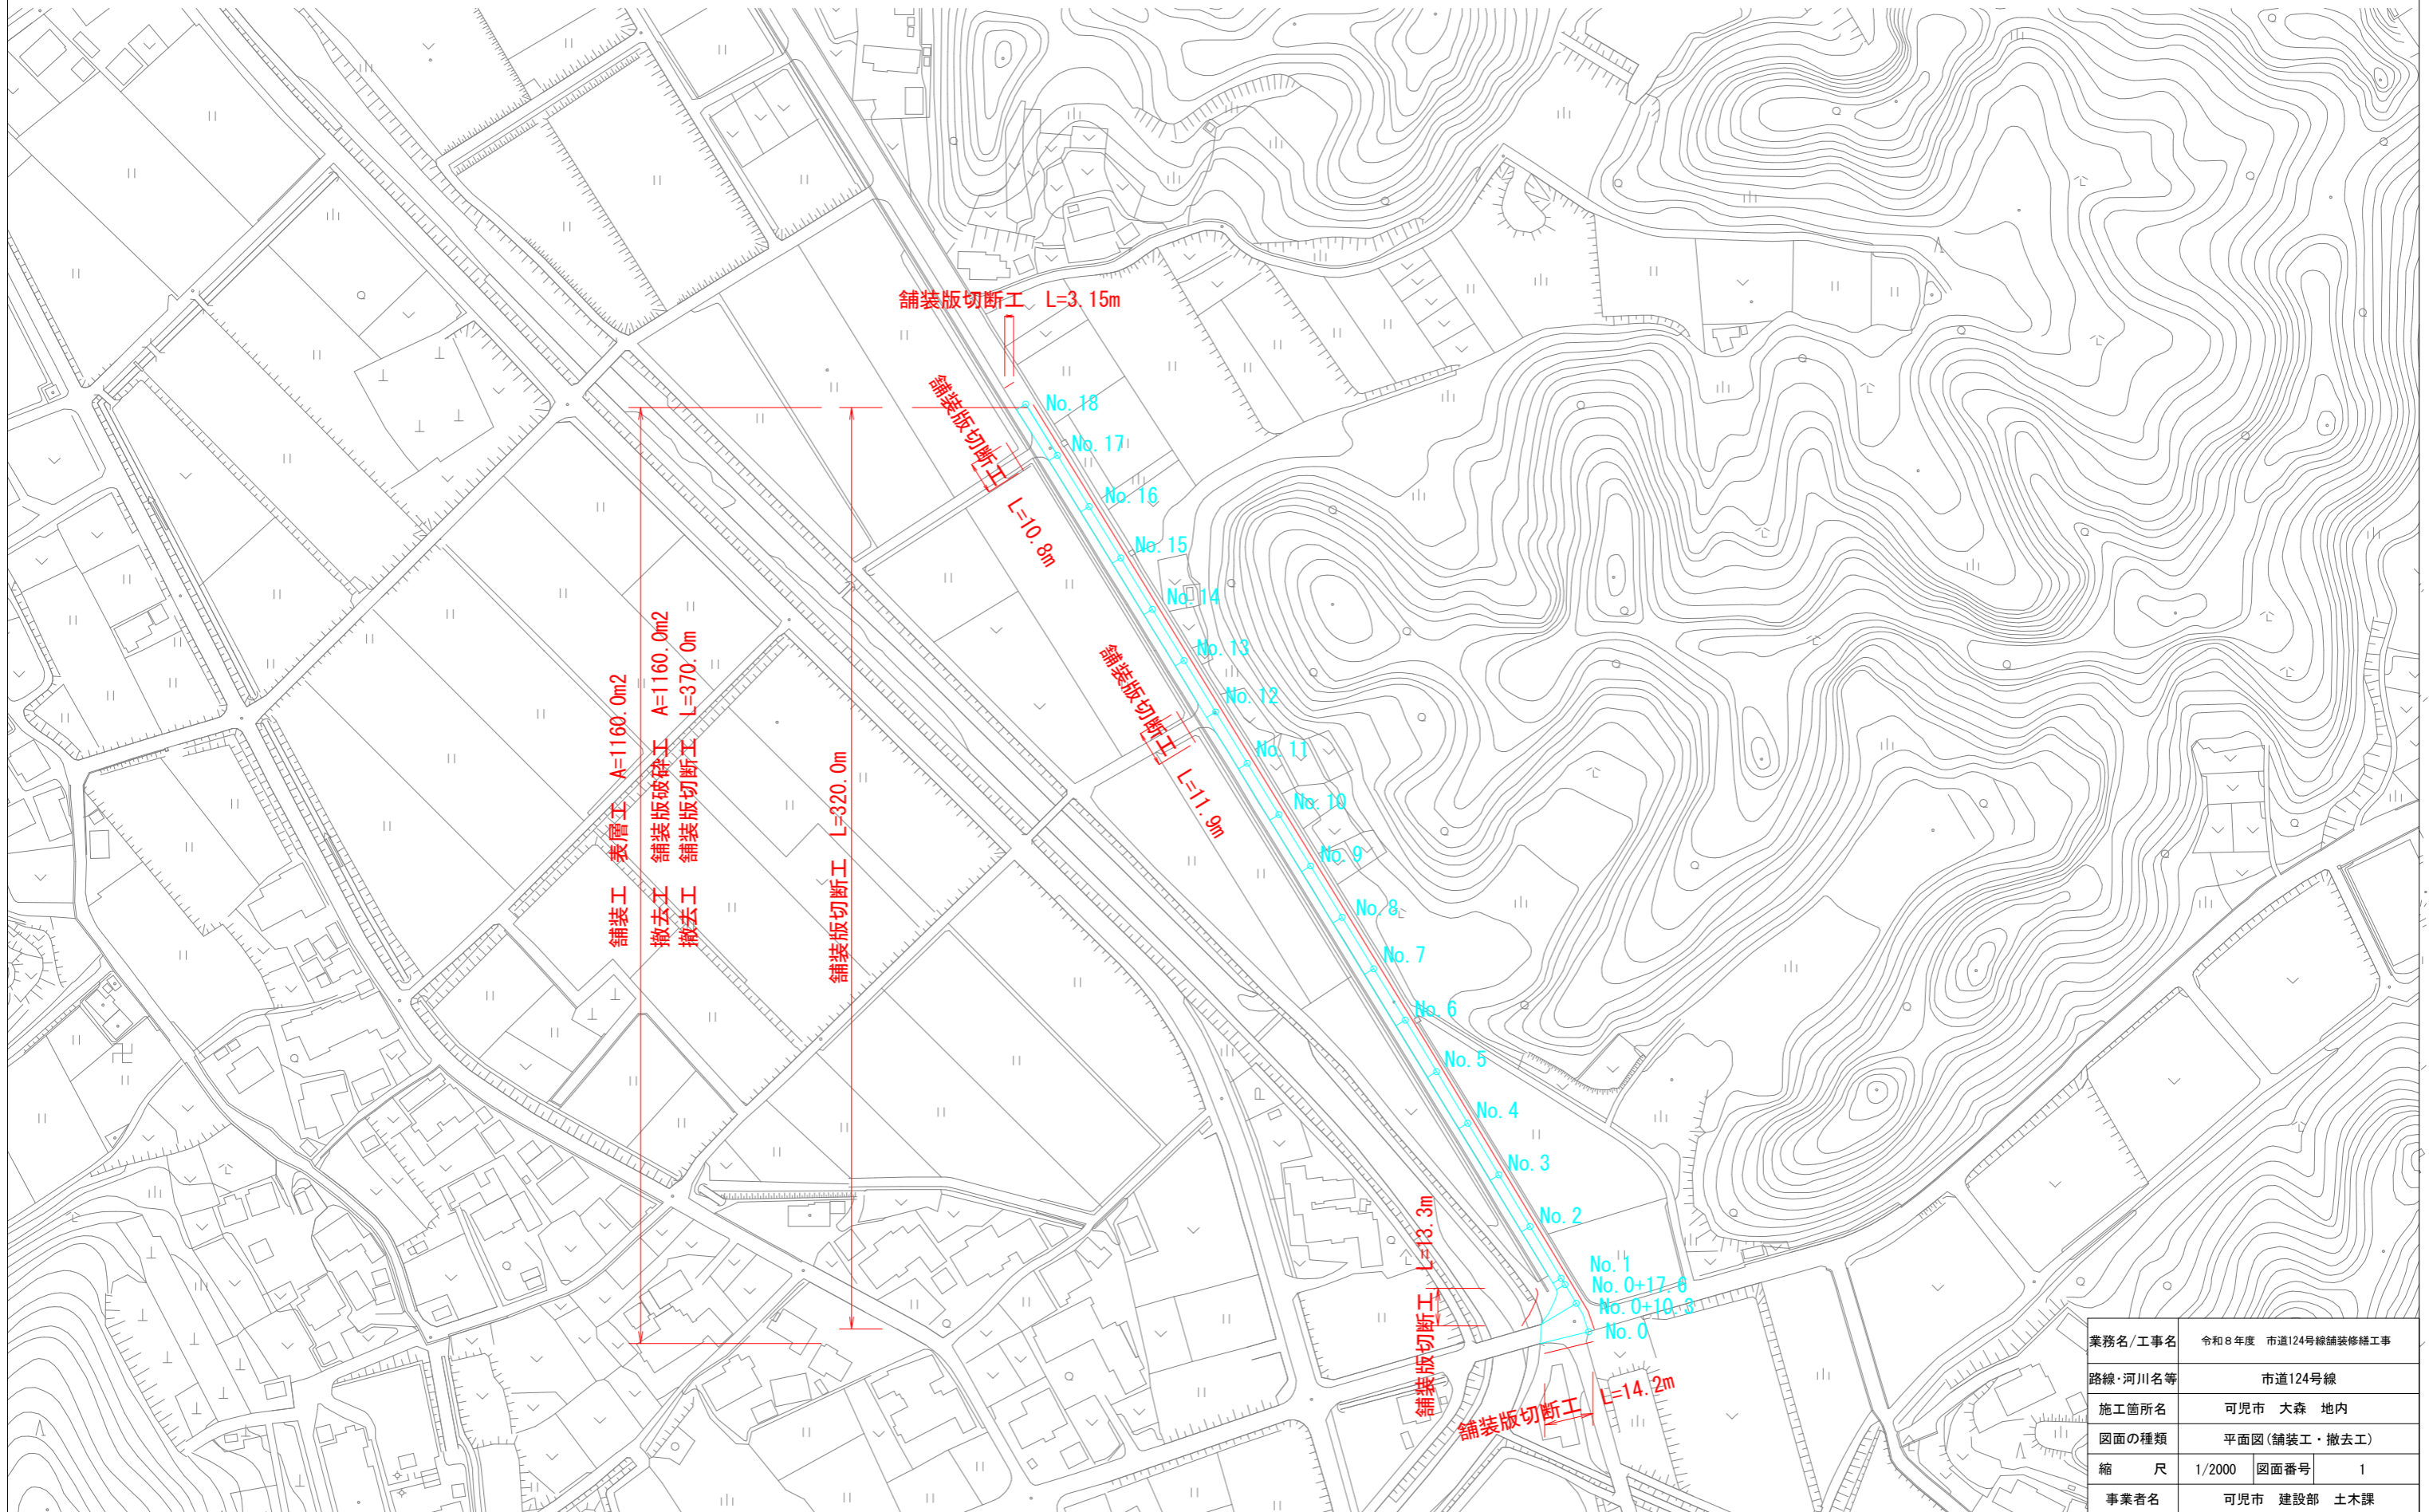 舗装版切断工 L=3.15m
舗装版切断工 L=10.8m
舗装版切断工 L=11.9m
舗装工 表層工 A=1160.0m2
撤去工 舗装版破砕工 A=1160.0m2
撤去工 舗装版切断工 L=370.0m
舗装版切断工 L=320.0m
舗装版切断工 L=13.3m
舗装版切断工 L=14.2m
No.18
No.17
No.16
No.15
No.14
No.13
No.12
No.11
No.10
No.9
No.8
No.7
No.6
No.5
No.4
No.3
No.2
No.1
No.0+17.6
No.0+10.3
No.0
業務名/工事名 令和8年度 市道124号線舗装修繕工事
路線・河川名等 市道124号線
施工箇所名 可児市 大森 地内
図面の種類 平面図(舗装工・撤去工)
縮 尺 1/2000 図面番号 1
事業者名 可児市 建設部 土木課